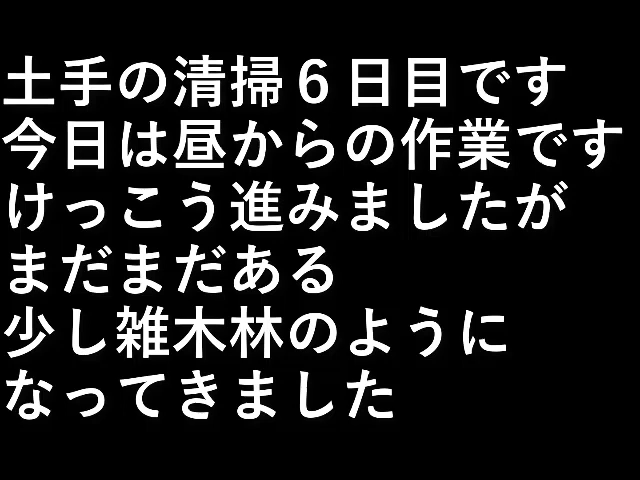 土手の清掃６日目です
今日は昼からの作業です
けっこう進みましたが
まだまだある
少し雑木林のように
なってきました